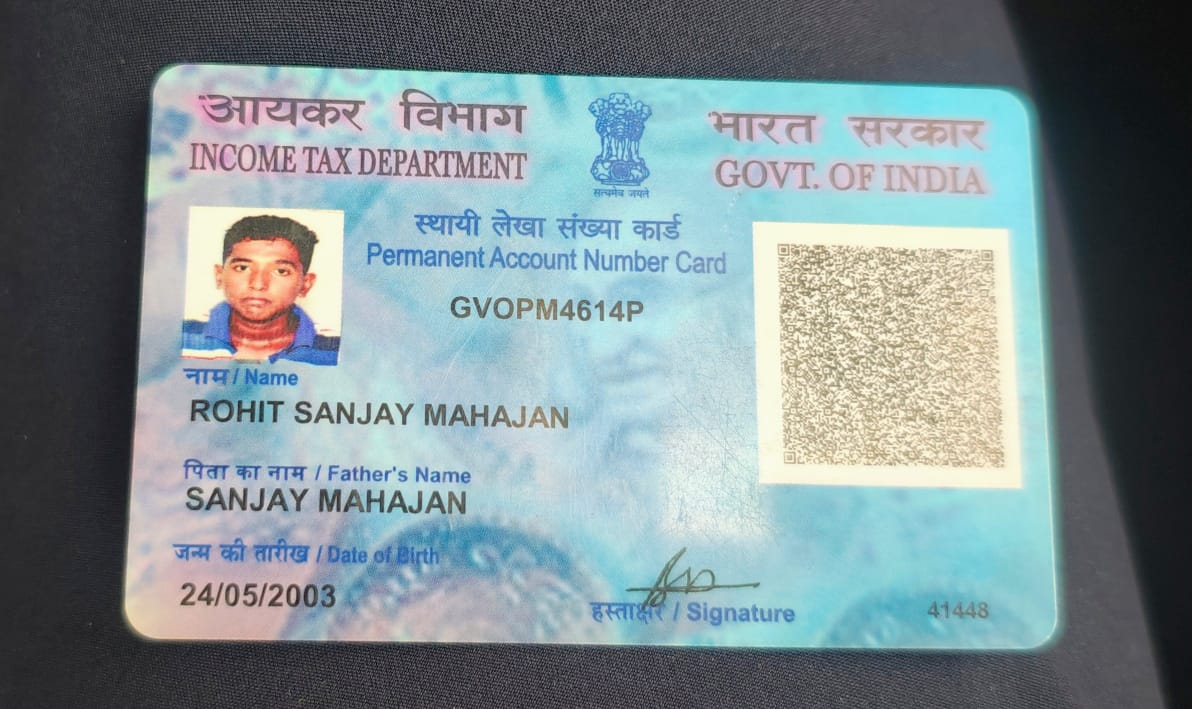 आयकर विभाग
INCOME TAX DEPARTMENT
सत्यमेव जयते
भारत सरकार
GOVT. OF INDIA
स्थायी लेखा संख्या कार्ड
Permanent Account Number Card
GVOPM4614P
नाम / Name
ROHIT SANJAY MAHAJAN
पिता का नाम / Father's Name
SANJAY MAHAJAN
जन्म की तारीख / Date of Birth
24/05/2003
हस्ताक्षर / Signature
41448